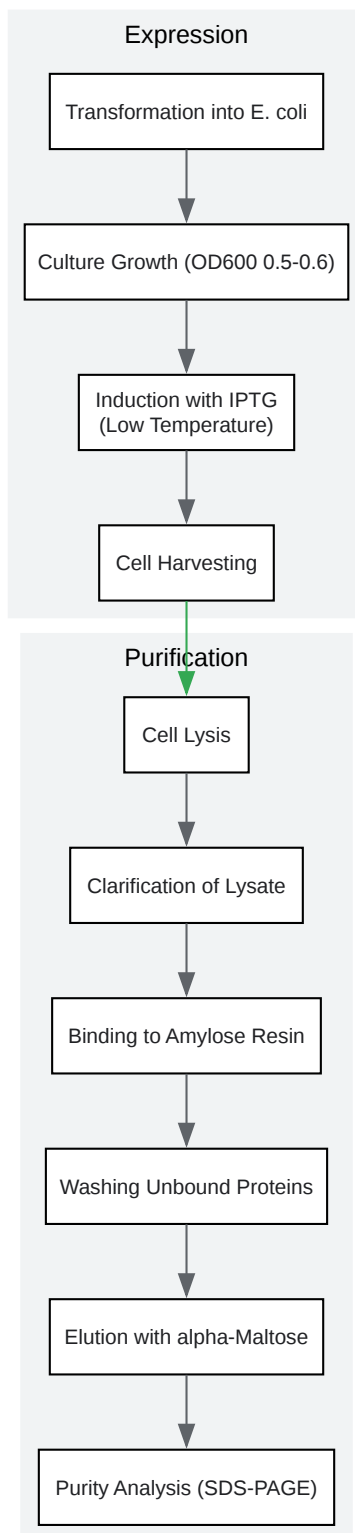 Expression
Transformation into E. coli
Culture Growth (OD600 0.5-0.6)
Induction with IPTG
(Low Temperature)
Cell Harvesting
Purification
Cell Lysis
Clarification of Lysate
Binding to Amylose Resin
Washing Unbound Proteins
Elution with alpha-Maltose
Purity Analysis (SDS-PAGE)